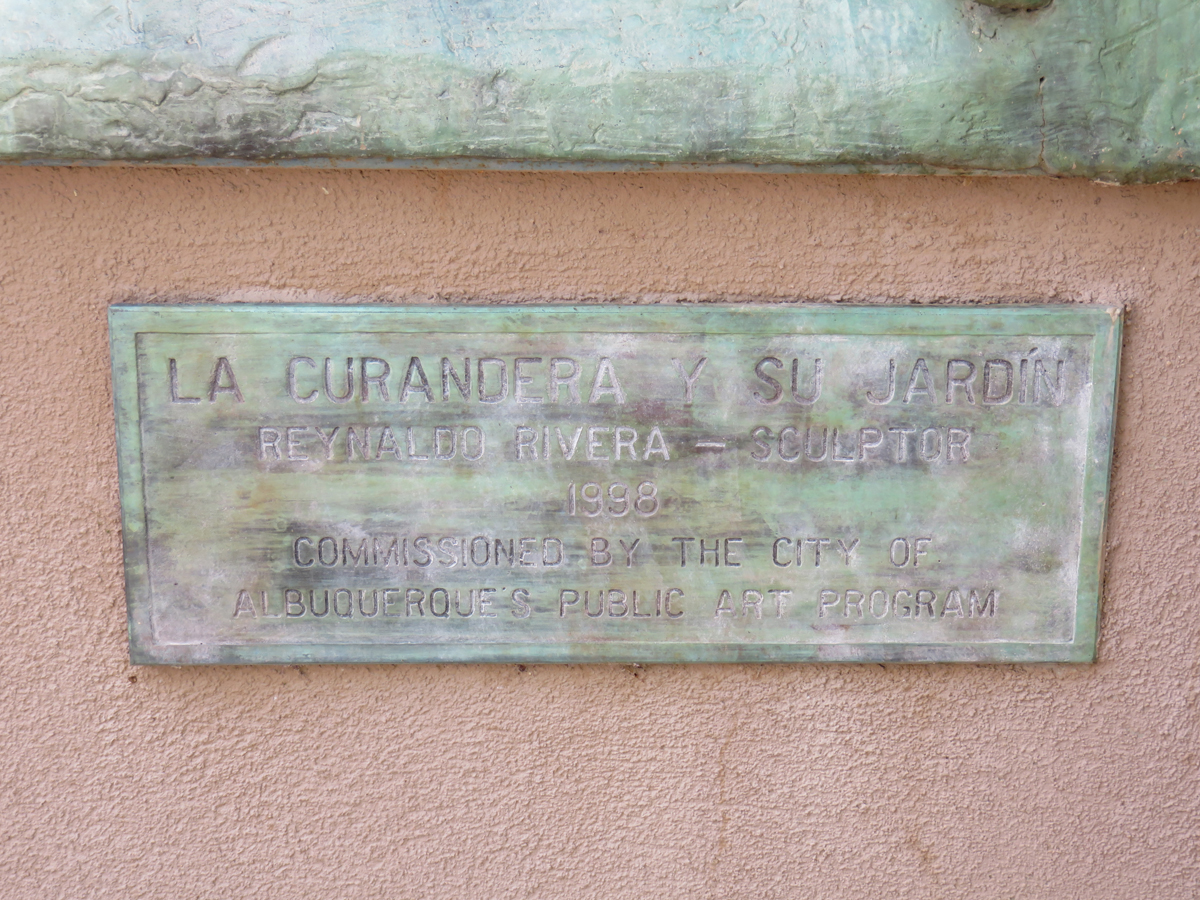 LA CURANDERA Y SU JARDÍN
REYNALDO RIVERA — SCULPTOR
1998
COMMISSIONED BY THE CITY OF
ALBUQUERQUE'S PUBLIC ART PROGRAM